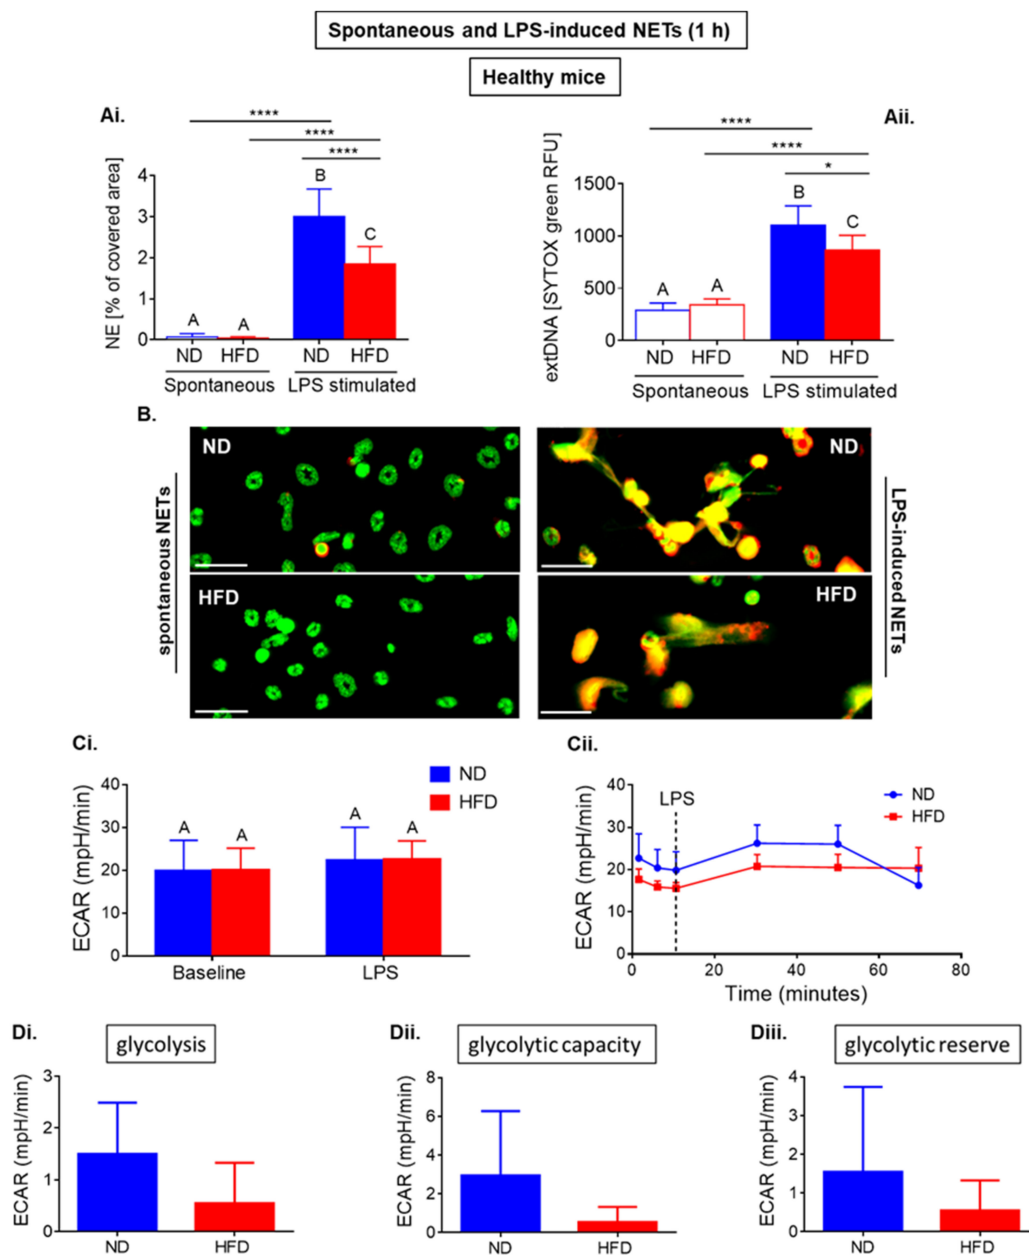 Spontaneous and LPS-induced NETs (1 h)
Healthy mice
Ai.
****
****
****
NE [% of covered area]
4
3
2
1
0
A
A
B
C
ND
HFD
ND
HFD
Spontaneous
LPS stimulated
Aii.
****
****
*
extDNA [SYTOX green RFU]
1500
1000
500
0
A
A
B
C
ND
HFD
ND
HFD
Spontaneous
LPS stimulated
B.
spontaneous NETs
ND
HFD
ND
HFD
LPS-induced NETs
Ci.
ND
HFD
ECAR (mpH/min)
40
30
20
10
0
A
A
A
A
Baseline
LPS
Cii.
LPS
ND
HFD
ECAR (mpH/min)
40
30
20
10
0
0
20
40
60
80
Time (minutes)
Di.
glycolysis
ECAR (mpH/min)
3
2
1
0
ND
HFD
Dii.
glycolytic capacity
ECAR (mpH/min)
8
6
4
2
0
ND
HFD
Diii.
glycolytic reserve
ECAR (mpH/min)
4
3
2
1
0
ND
HFD